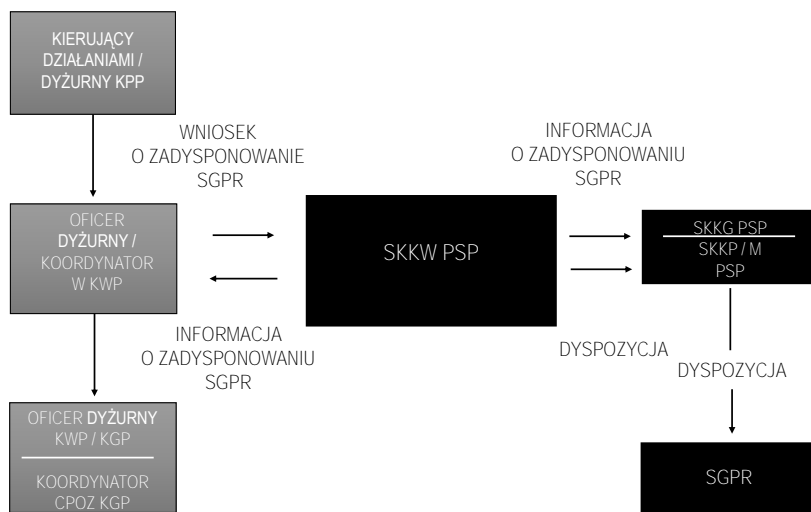 KIERUJĄCY
DZIAŁANIAMI /
DYŻURNY KPP
WNIOSEK
O ZADYSPONOWANIE
SGPR
INFORMACJA
O ZADYSPONOWANIU
SGPR
OFICER
DYŻURNY /
KOORDYNATOR
W KWP
SKKW PSP
SKKG PSP
SKKP / M
PSP
INFORMACJA
O ZADYSPONOWANIU
SGPR
DYSPOZYCJA
DYSPOZYCJA
OFICER DYŻURNY
KWP / KGP
KOORDYNATOR
CPOZ KGP
SGPR